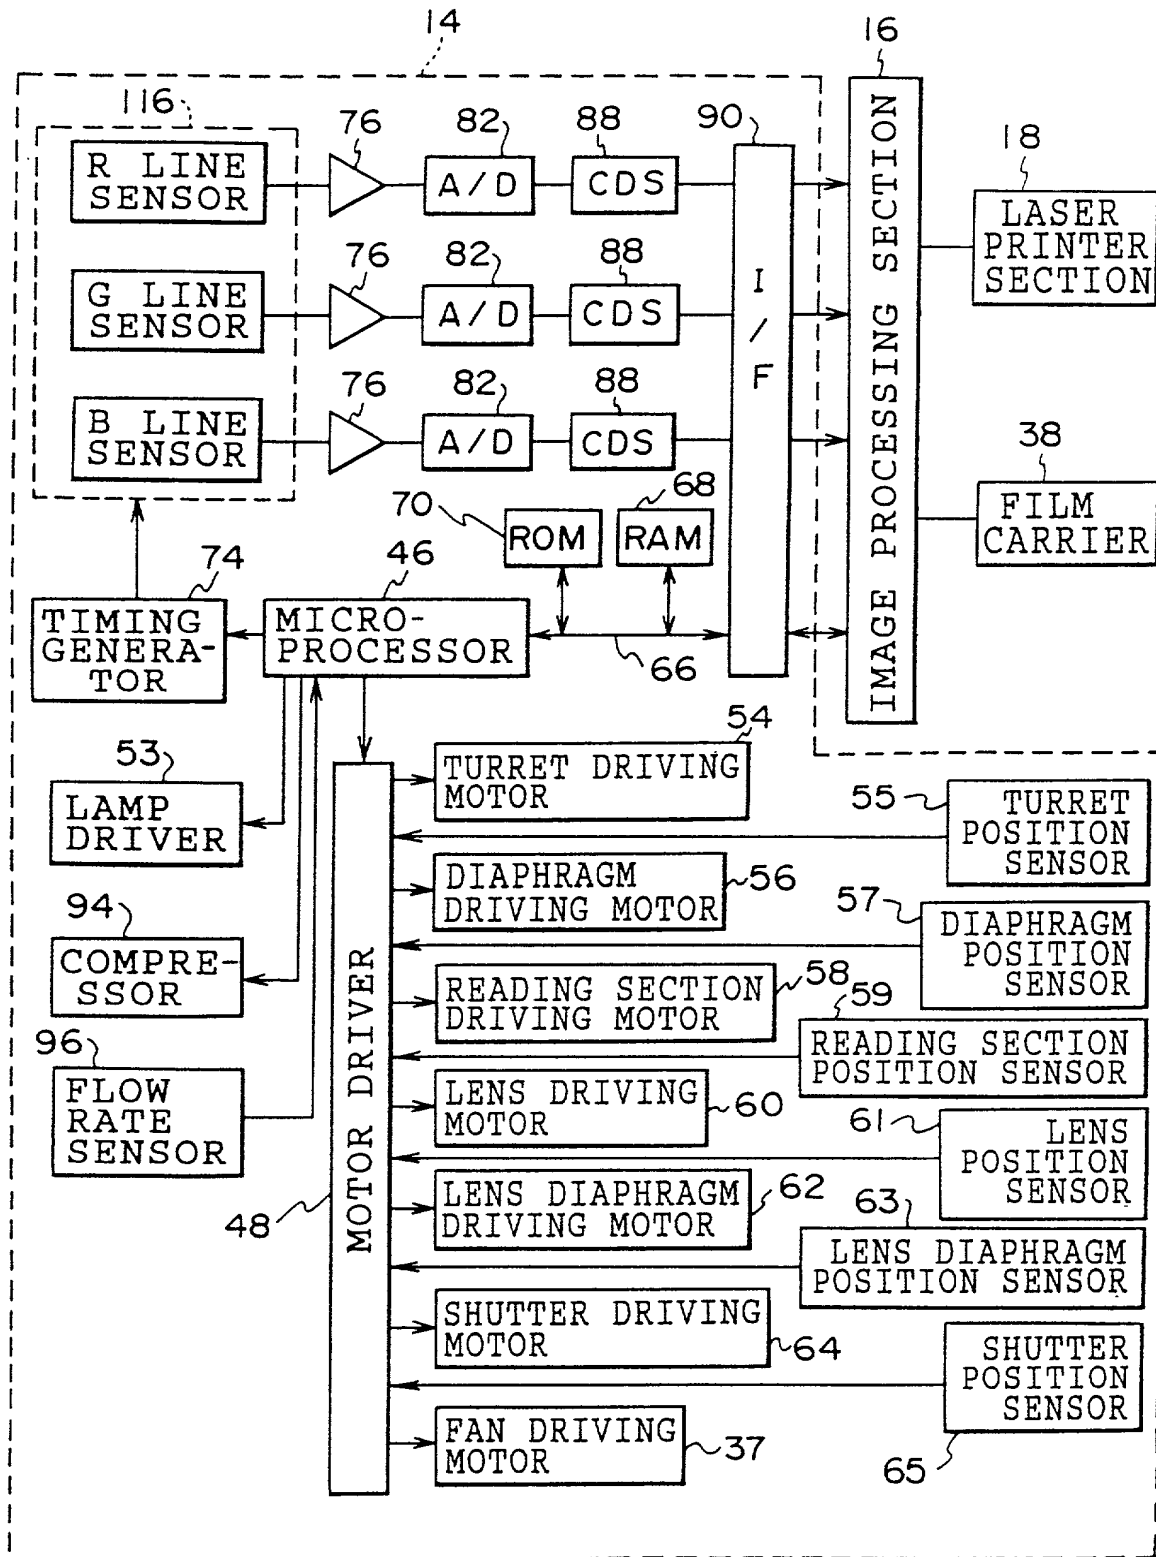 14
16
116
R LINE
SENSOR
76
82
A/D
88
CDS
90
18
LASER
PRINTER
SECTION
G LINE
SENSOR
76
82
A/D
88
CDS
I/F
IMAGE PROCESSING SECTION
B LINE
SENSOR
76
82
A/D
88
CDS
38
FILM
CARRIER
70
ROM
68
RAM
74
TIMING
GENERA-
TOR
46
MICRO-
PROCESSOR
66
53
LAMP
DRIVER
94
COMPRE-
SSOR
96
FLOW
RATE
SENSOR
48
MOTOR DRIVER
54
TURRET DRIVING
MOTOR
55
TURRET
POSITION
SENSOR
DIAPHRAGM
DRIVING MOTOR
56
57
DIAPHRAGM
POSITION
SENSOR
READING SECTION
DRIVING MOTOR
58
59
READING SECTION
POSITION SENSOR
LENS DRIVING
MOTOR
60
61
LENS
POSITION
SENSOR
LENS DIAPHRAGM
DRIVING MOTOR
62
63
LENS DIAPHRAGM
POSITION SENSOR
SHUTTER DRIVING
MOTOR
64
SHUTTER
POSITION
SENSOR
65
FAN DRIVING
MOTOR
37